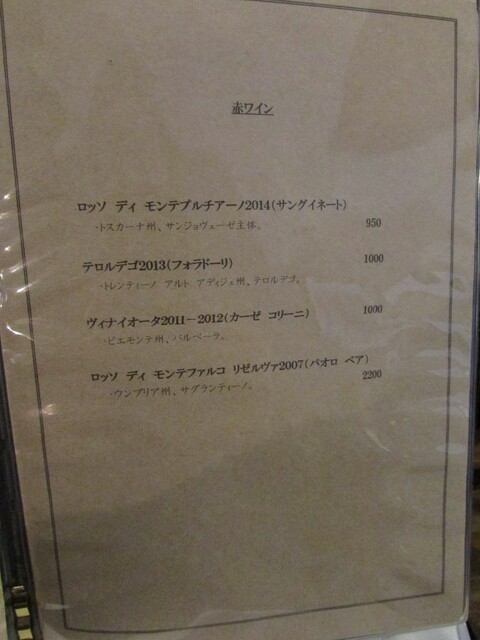 赤ワイン
ロッソ ディ モンテプルチアーノ2014(サングイネート)
・トスカーナ州、サンジョヴェーゼ主体。 950
テロルデゴ2013(フォラドーリ) 1000
・トレンティーノ アルト アディジェ州、テロルデゴ。
ヴィナイオータ2011－2012(カーゼ コリーニ) 1000
・ピエモンテ州、バルベーラ。
ロッソ ディ モンテファルコ リゼルヴァ2007(パオロ ベア)
・ウンブリア州、サグランティーノ。 2200